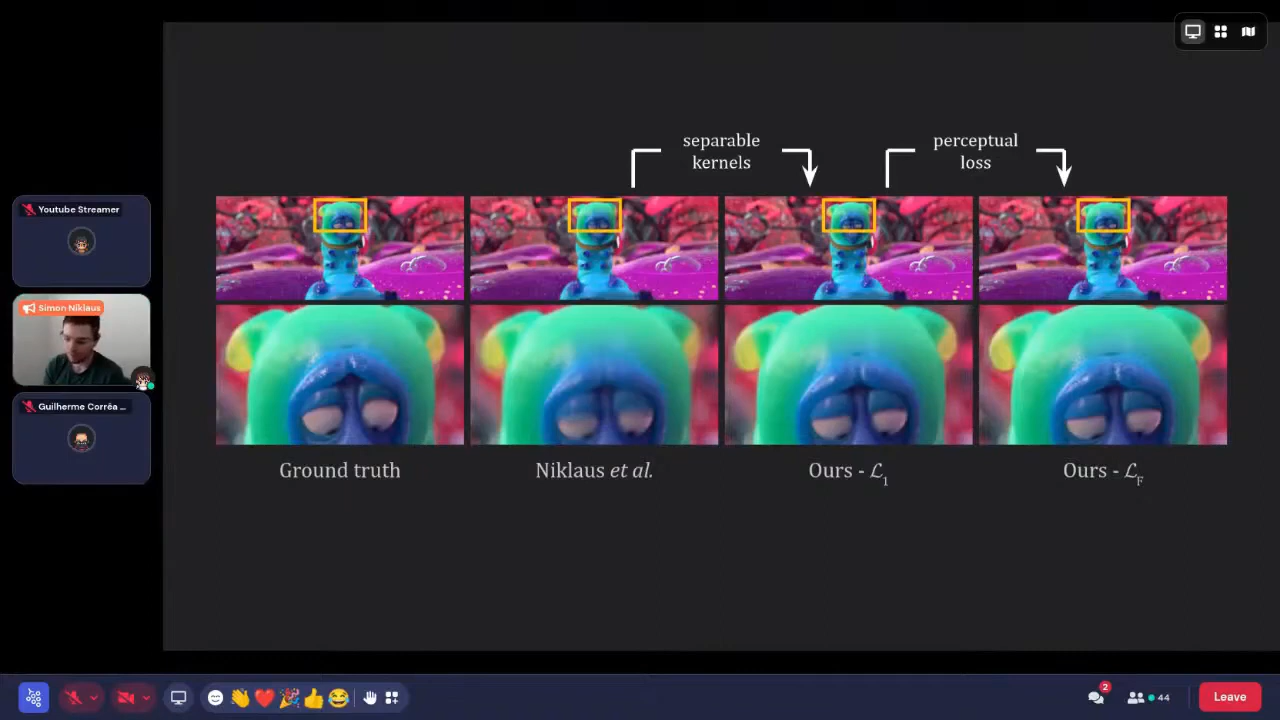 separable
kernels
perceptual
loss
Youtube Streamer
Simon Niklaus
Guilherme Corrêa ...
Ground truth
Niklaus et al.
Ours - ℒ1
Ours - ℒF
2
44
Leave